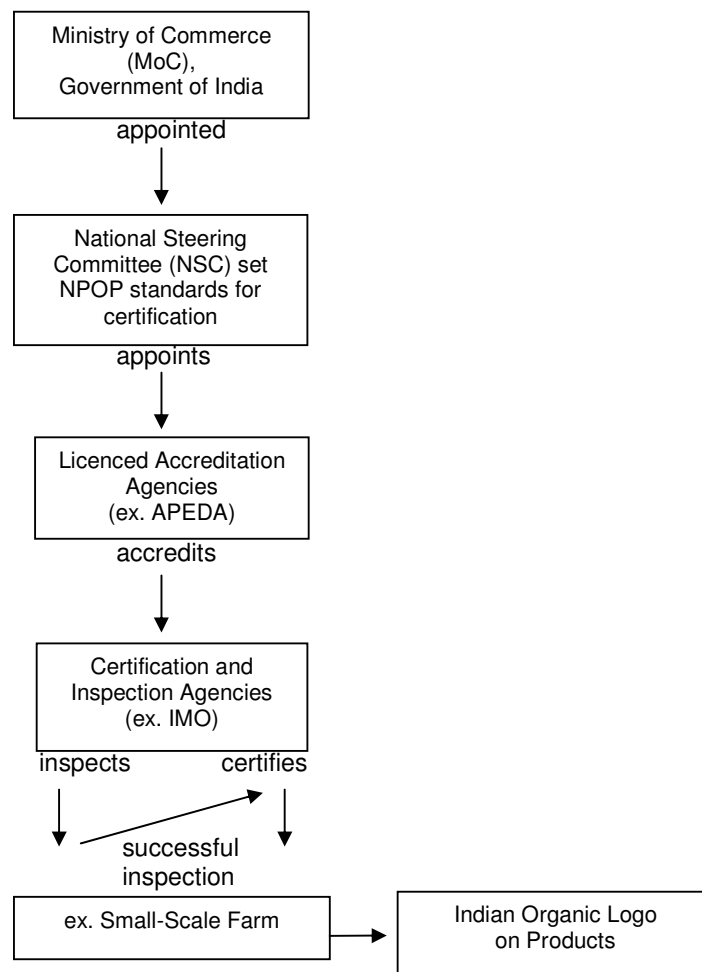 Ministry of Commerce
(MoC),
Government of India
appointed
National Steering
Committee (NSC) set
NPOP standards for
certification
appoints
Licenced Accreditation
Agencies
(ex. APEDA)
accredits
Certification and
Inspection Agencies
(ex. IMO)
inspects certifies
successful
inspection
ex. Small-Scale Farm
Indian Organic Logo
on Products